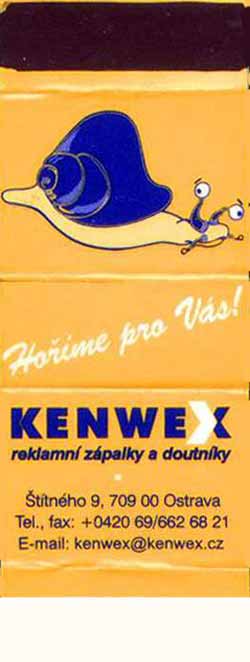 Hoříme pro Vás!
KENWEX
reklamní zápalky a doutníky
Štítného 9, 709 00 Ostrava
Tel., fax: +0420 69/662 68 21
E-mail: kenwex@kenwex.cz